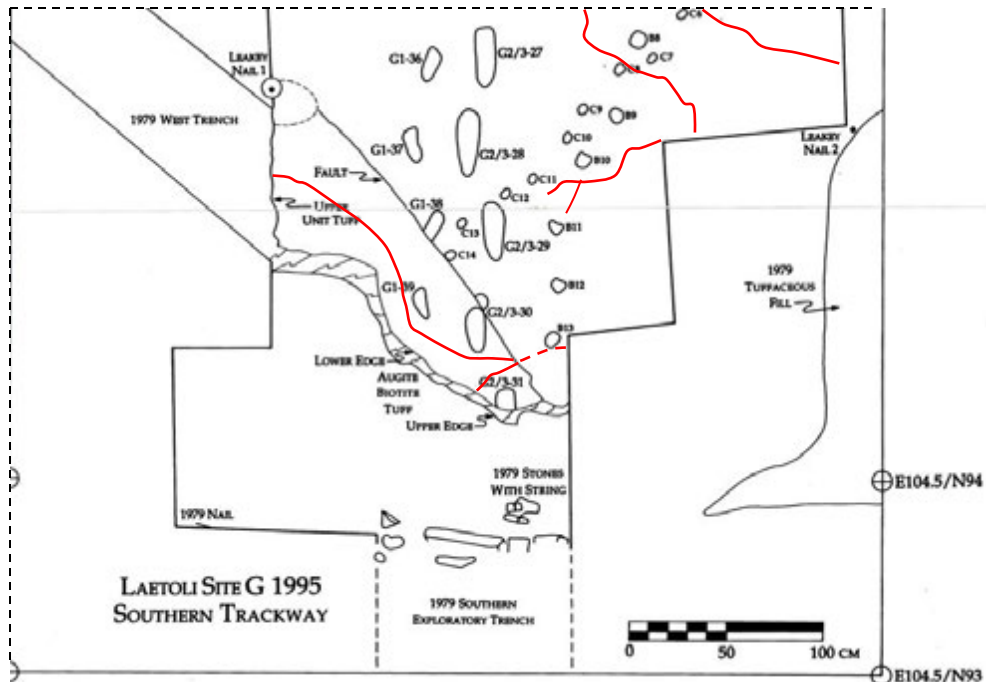 C6
B8
G2/3-27
G1-36
C7
C8
LEAKEY
NAIL 1
C9
B9
1979 WEST TRENCH
C10
LEAKEY
NAIL 2
G1-37
G2/3-28
B10
FAULT
C11
C12
UPPER
UNIT TUFF
G1-38
C13
B11
G2/3-29
C14
1979
TUFFACEOUS
FILL
B12
G1-39
G2/3-30
B13
LOWER EDGE
AUGITE
BIOTITE
TUFF
G2/3-31
UPPER EDGE
1979 STONES
WITH STRING
E104.5/N94
1979 NAIL
LAETOLI SITE G 1995
SOUTHERN TRACKWAY
1979 SOUTHERN
EXPLORATORY TRENCH
0 50 100 CM
E104.5/N93